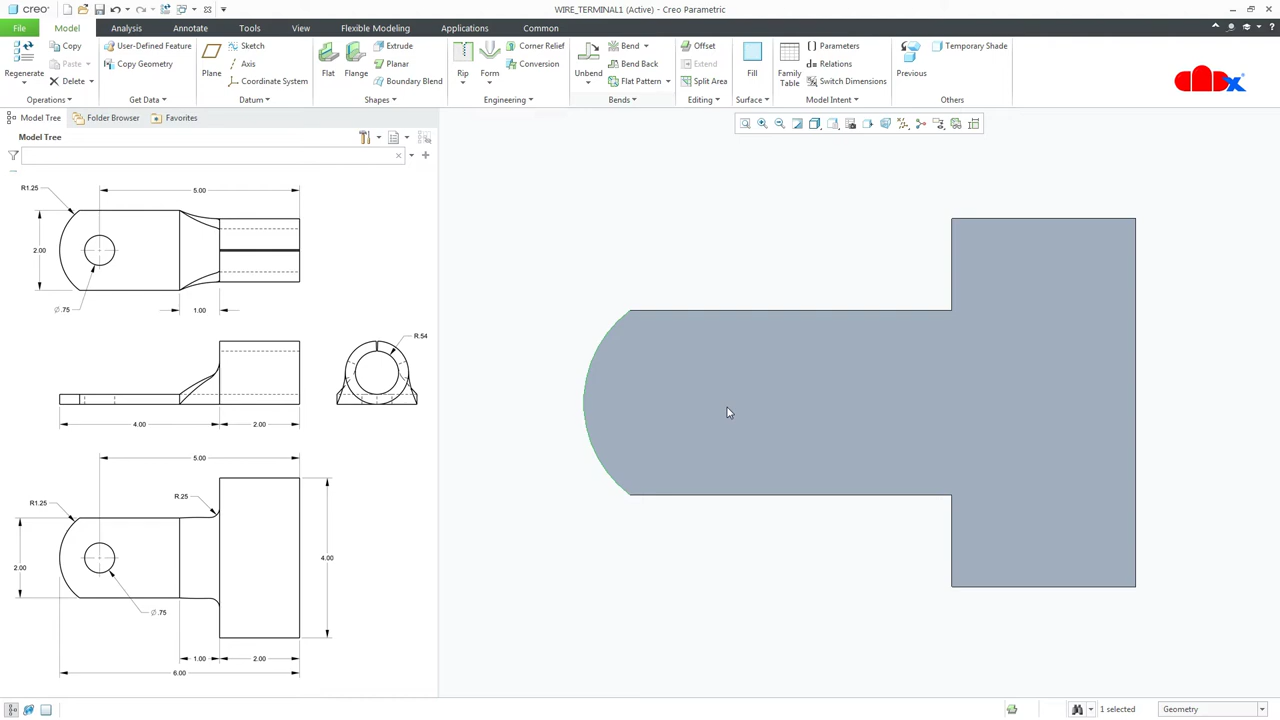 creo
WIRE_TERMINAL1 (Active) - Creo Parametric
File Model Analysis Annotate Tools View Flexible Modeling Applications Common
Regenerate
Copy
Paste
Delete
Operations
User-Defined Feature
Copy Geometry
Get Data
Plane
Sketch
Axis
Coordinate System
Datum
Flat
Flange
Extrude
Planar
Boundary Blend
Shapes
Rip
Form
Corner Relief
Conversion
Engineering
Unbend
Bend
Bend Back
Flat Pattern
Bends
Offset
Extend
Split Area
Editing
Fill
Surface
Family
Table
Parameters
Relations
Switch Dimensions
Model Intent
Previous
Temporary Shade
Others
Model Tree Folder Browser Favorites
Model Tree
R1.25
5.00
2.00
Ø.75
1.00
R.54
4.00
2.00
5.00
R1.25
R.25
2.00
4.00
Ø.75
1.00
2.00
6.00
1 selected
Geometry